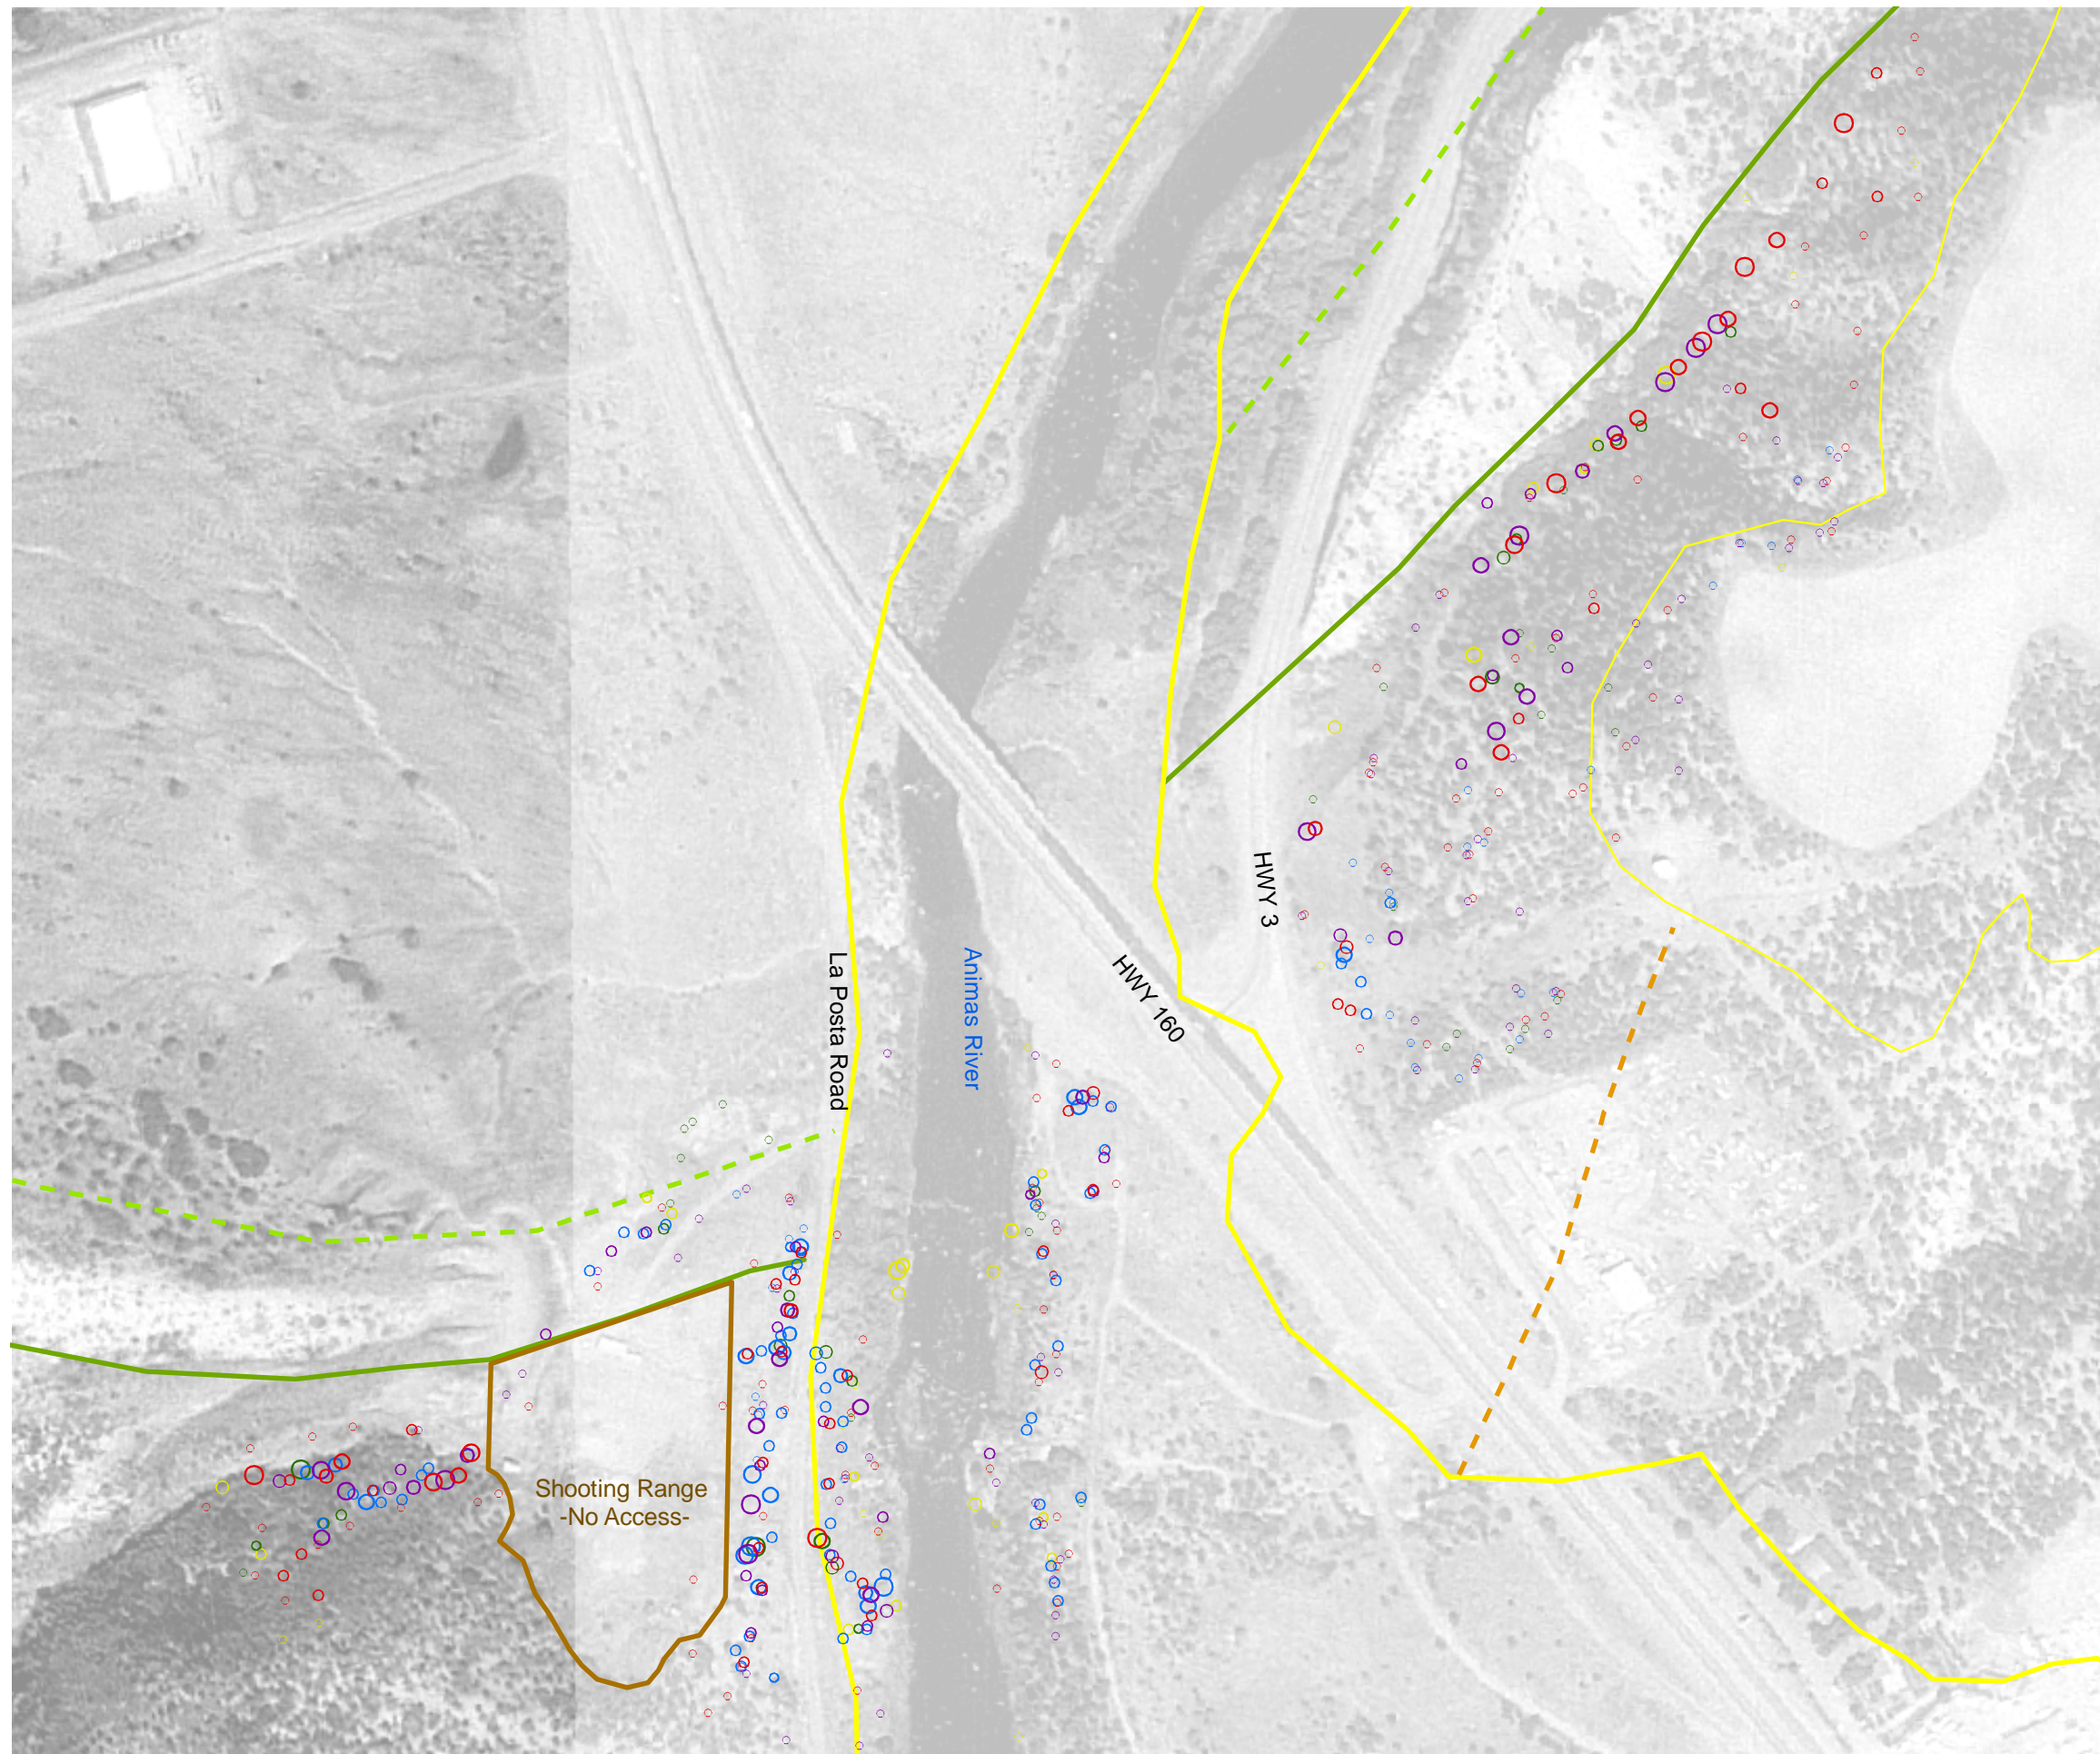 HWY 3
La Posta Road
Animas River
HWY 160
Shooting Range
-No Access-